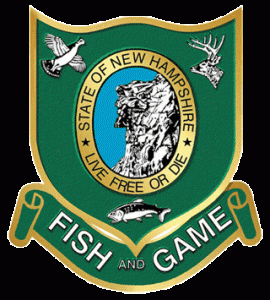 STATE OF NEW HAMPSHIRE
LIVE FREE OR DIE
FISH AND GAME